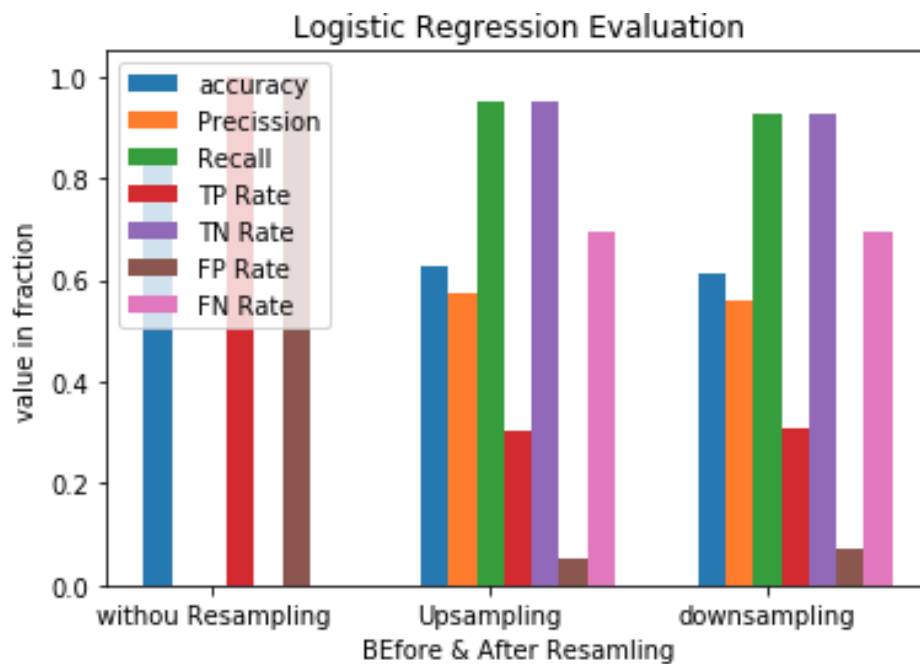 Logistic Regression Evaluation
1.0
0.8
0.6
0.4
0.2
0.0
value in fraction
accuracy
Precission
Recall
TP Rate
TN Rate
FP Rate
FN Rate
withou Resampling
Upsampling
downsampling
BEfore & After Resamling